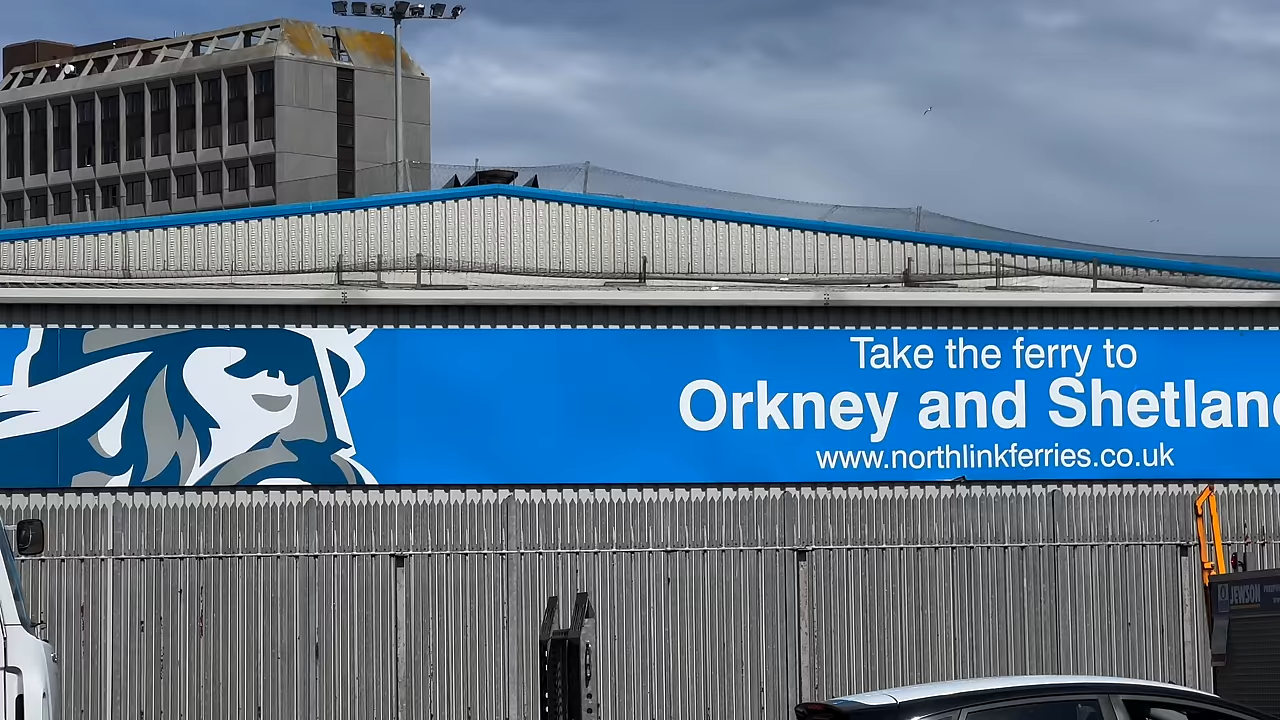 Take the ferry to
Orkney and Shetlan
www.northlinkferries.co.uk
JEWSON